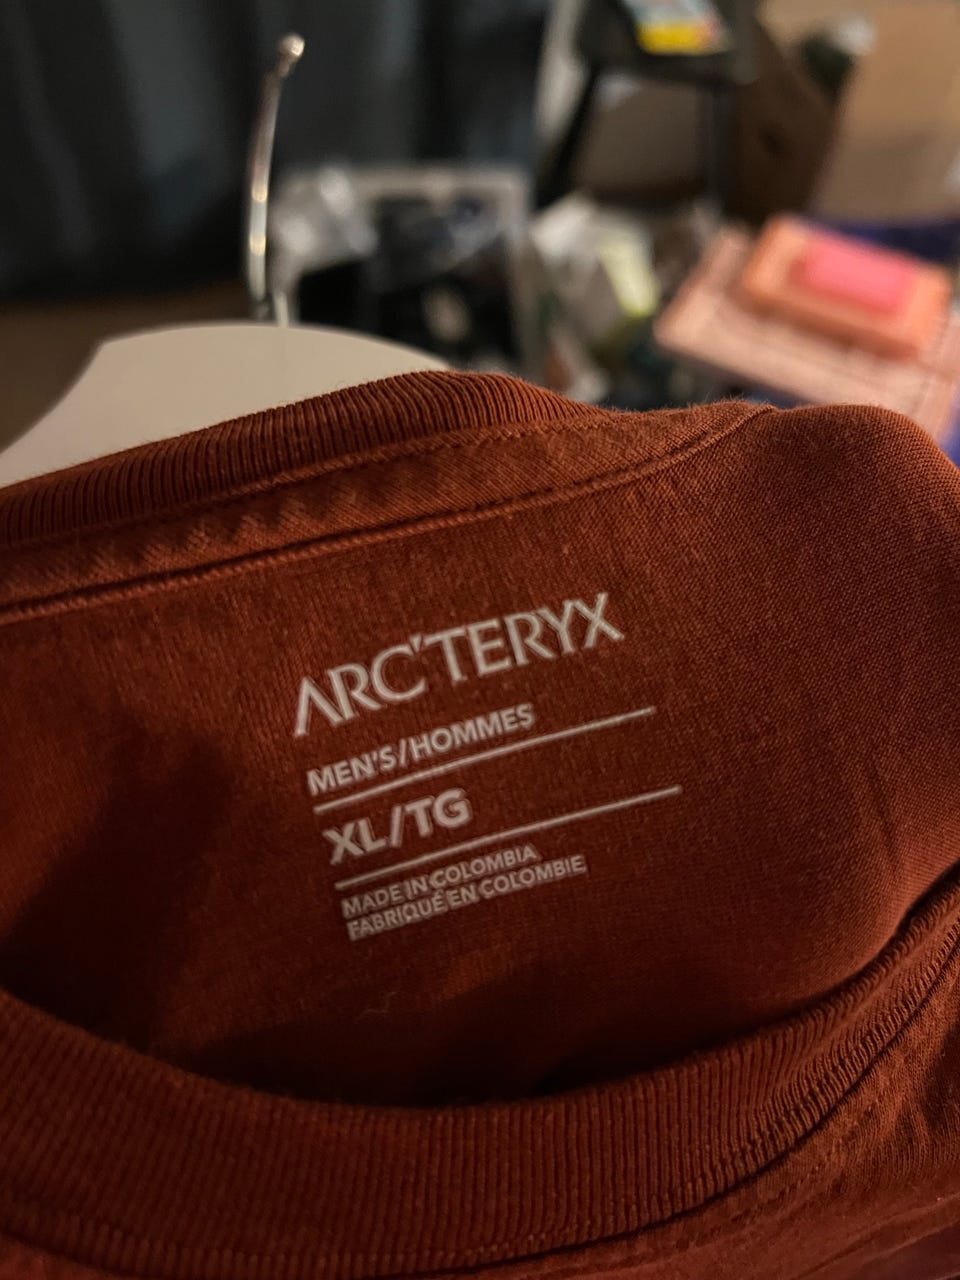 ARC'TERYX
MEN'S/HOMMES
XL/TG
MADE IN COLOMBIA
FABRIQUÉ EN COLOMBIE